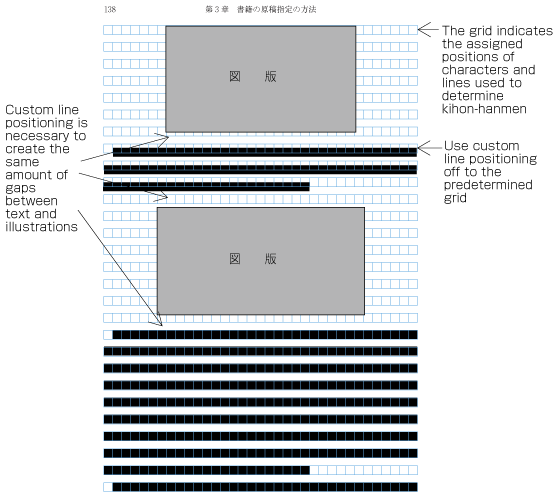 138
第3章 書籍の原稿指定の方法
The grid indicates
the assigned
positions of
characters and
lines used to
determine
kihon-hanmen
図 版
Custom line
positioning is
necessary to
create the
same
amount of
gaps
between
text and
illustrations
Use custom
line positioning
off to the
predetermined
grid
図 版